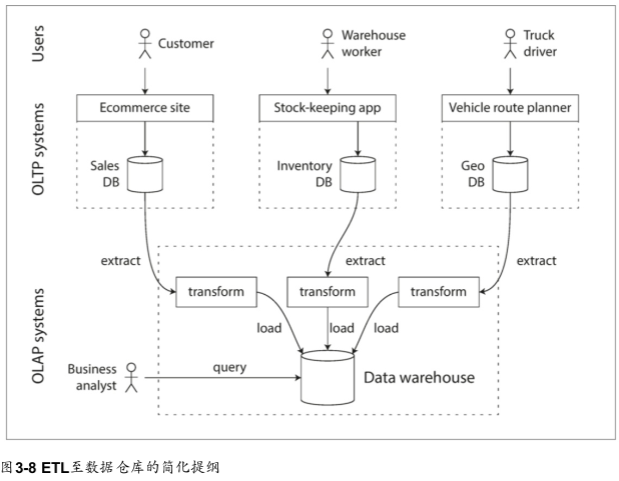 Users
Customer
Warehouse
worker
Truck
driver
OLTP systems
Ecommerce site
Stock-keeping app
Vehicle route planner
Sales
DB
Inventory
DB
Geo
DB
extract
extract
extract
OLAP systems
transform
transform
transform
load
load
load
Business
analyst
query
Data warehouse
图3-8 ETL至数据仓库的简化提纲